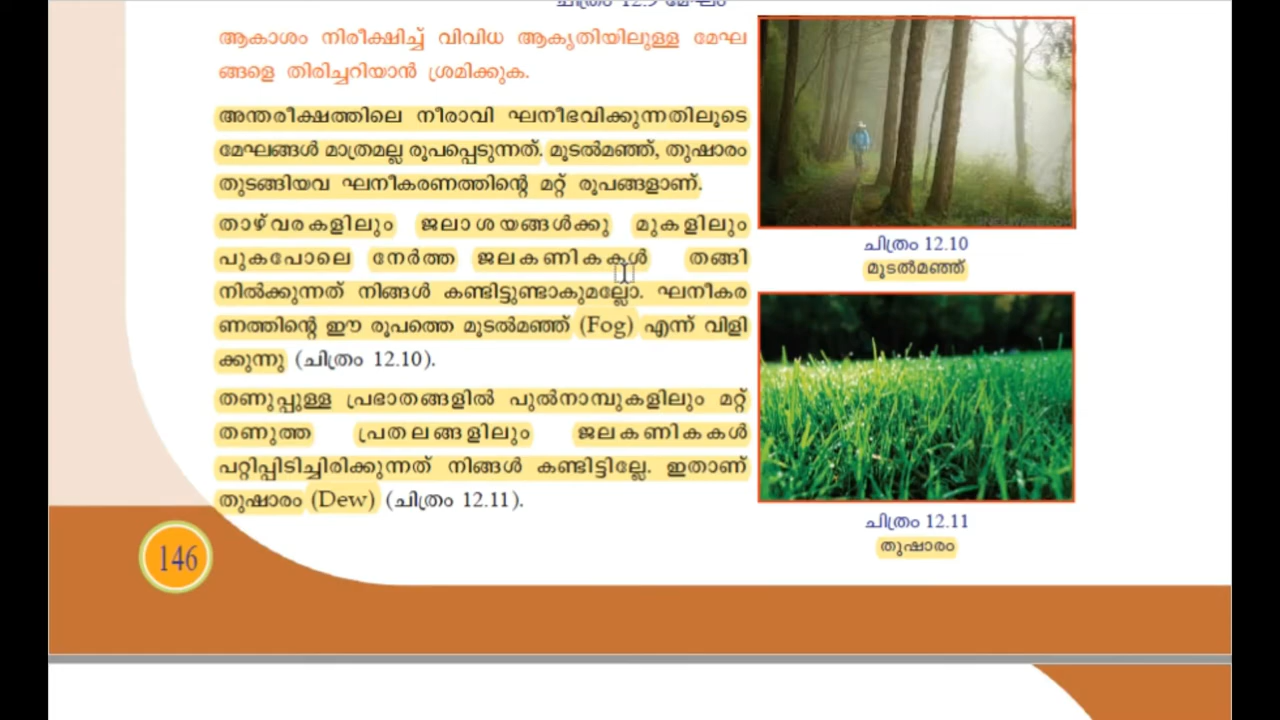 ചിത്രം 12.9 മേഘം
ആകാശം നിരീക്ഷിച്ച് വിവിധ ആകൃതിയിലുള്ള മേഘ
ങ്ങളെ തിരിച്ചറിയാൻ ശ്രമിക്കുക.
അന്തരീക്ഷത്തിലെ നീരാവി ഘനീഭവിക്കുന്നതിലൂടെ
മേഘങ്ങൾ മാത്രമല്ല രൂപപ്പെടുന്നത്. മൂടൽമഞ്ഞ്, തുഷാരം
തുടങ്ങിയവ ഘനീകരണത്തിന്റെ മറ്റ് രൂപങ്ങളാണ്.
താഴ്വരകളിലും ജലാശയങ്ങൾക്കു മുകളിലും
പുകപോലെ നേർത്ത ജലകണികകൾ തങ്ങി
നിൽക്കുന്നത് നിങ്ങൾ കണ്ടിട്ടുണ്ടാകുമല്ലോ. ഘനീകര
ണത്തിന്റെ ഈ രൂപത്തെ മൂടൽമഞ്ഞ് (Fog) എന്ന് വിളി
ക്കുന്നു (ചിത്രം 12.10).
തണുപ്പുള്ള പ്രഭാതങ്ങളിൽ പുൽനാമ്പുകളിലും മറ്റ്
തണുത്ത പ്രതലങ്ങളിലും ജലകണികകൾ
പറ്റിപ്പിടിച്ചിരിക്കുന്നത് നിങ്ങൾ കണ്ടിട്ടില്ലേ. ഇതാണ്
തുഷാരം (Dew) (ചിത്രം 12.11).
ചിത്രം 12.10
മൂടൽമഞ്ഞ്
ചിത്രം 12.11
തുഷാരം
146